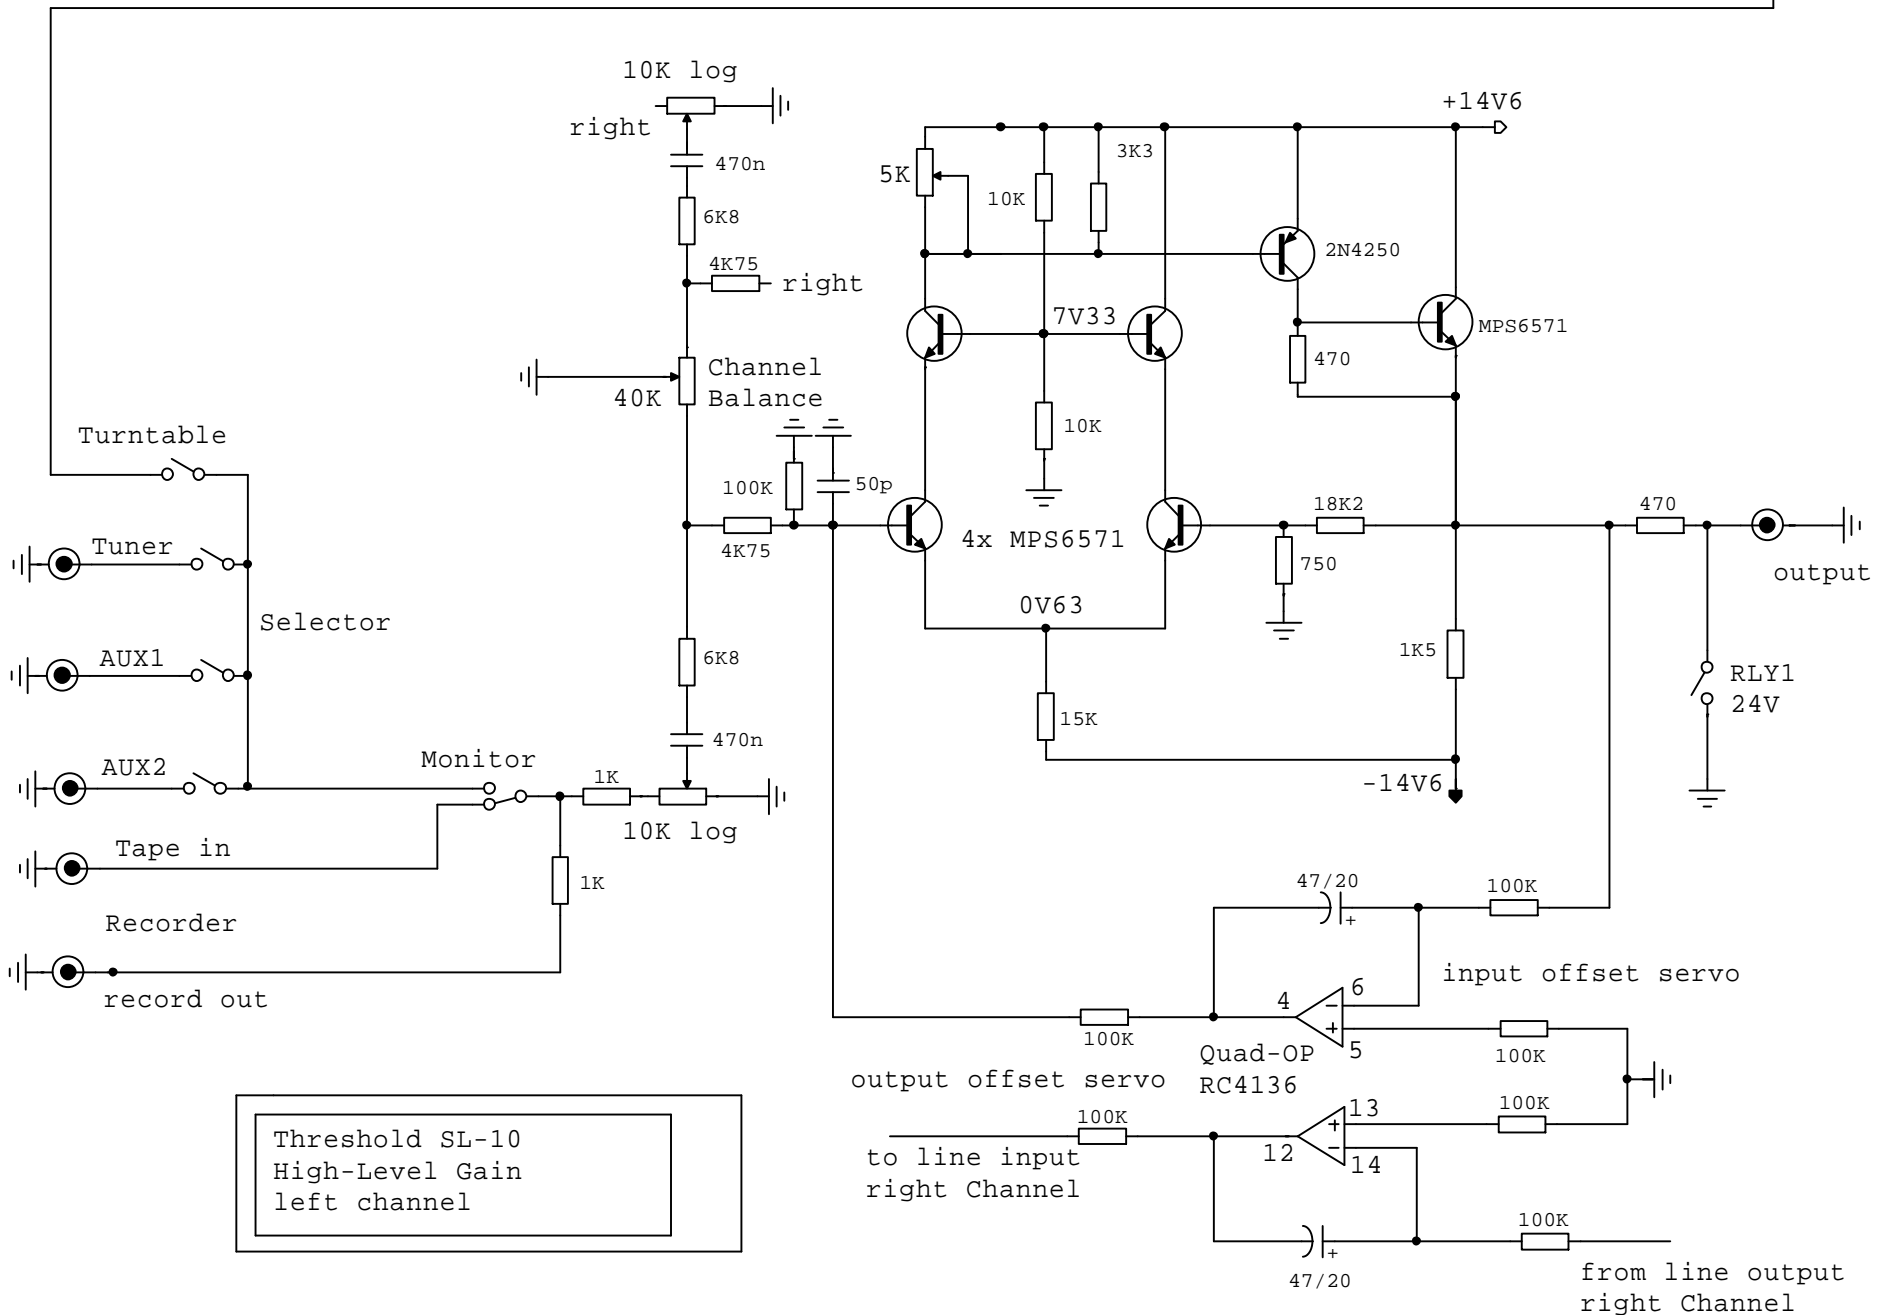 10K log
right
470n
6K8
4K75
right
40K
Channel
Balance
Turntable
Tuner
Selector
AUX1
AUX2
Monitor
Tape in
Recorder
record out
1K
1K
10K log
470n
6K8
4K75
100K
50p
+14V6
5K
10K
3K3
2N4250
MPS6571
7V33
470
10K
4x MPS6571
18K2
750
470
output
0V63
1K5
15K
-14V6
RLY1
24V
47/20
+
100K
input offset servo
4
6
5
100K
Quad-OP
RC4136
100K
output offset servo
100K
13
100K
12
14
to line input
right Channel
+
47/20
100K
from line output
right Channel
Threshold SL-10
High-Level Gain
left channel